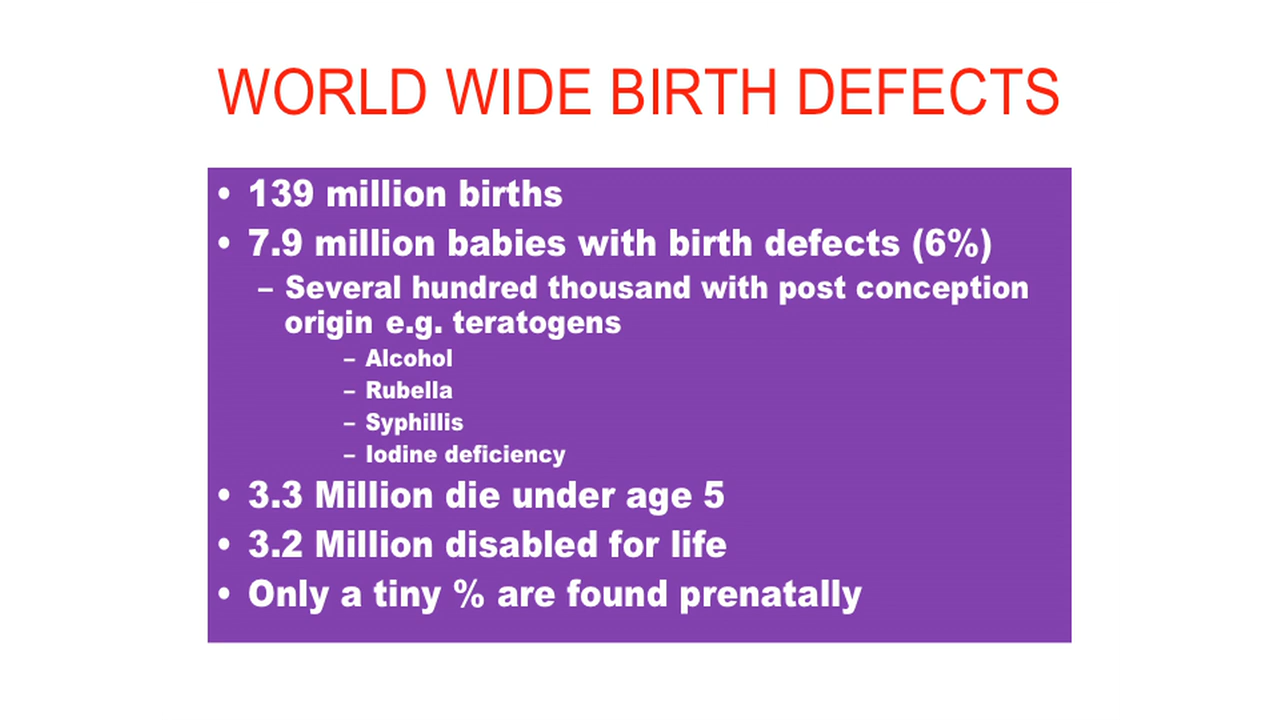 WORLD WIDE BIRTH DEFECTS
• 139 million births
• 7.9 million babies with birth defects (6%)
– Several hundred thousand with post conception
origin e.g. teratogens
– Alcohol
– Rubella
– Syphillis
– Iodine deficiency
• 3.3 Million die under age 5
• 3.2 Million disabled for life
• Only a tiny % are found prenatally